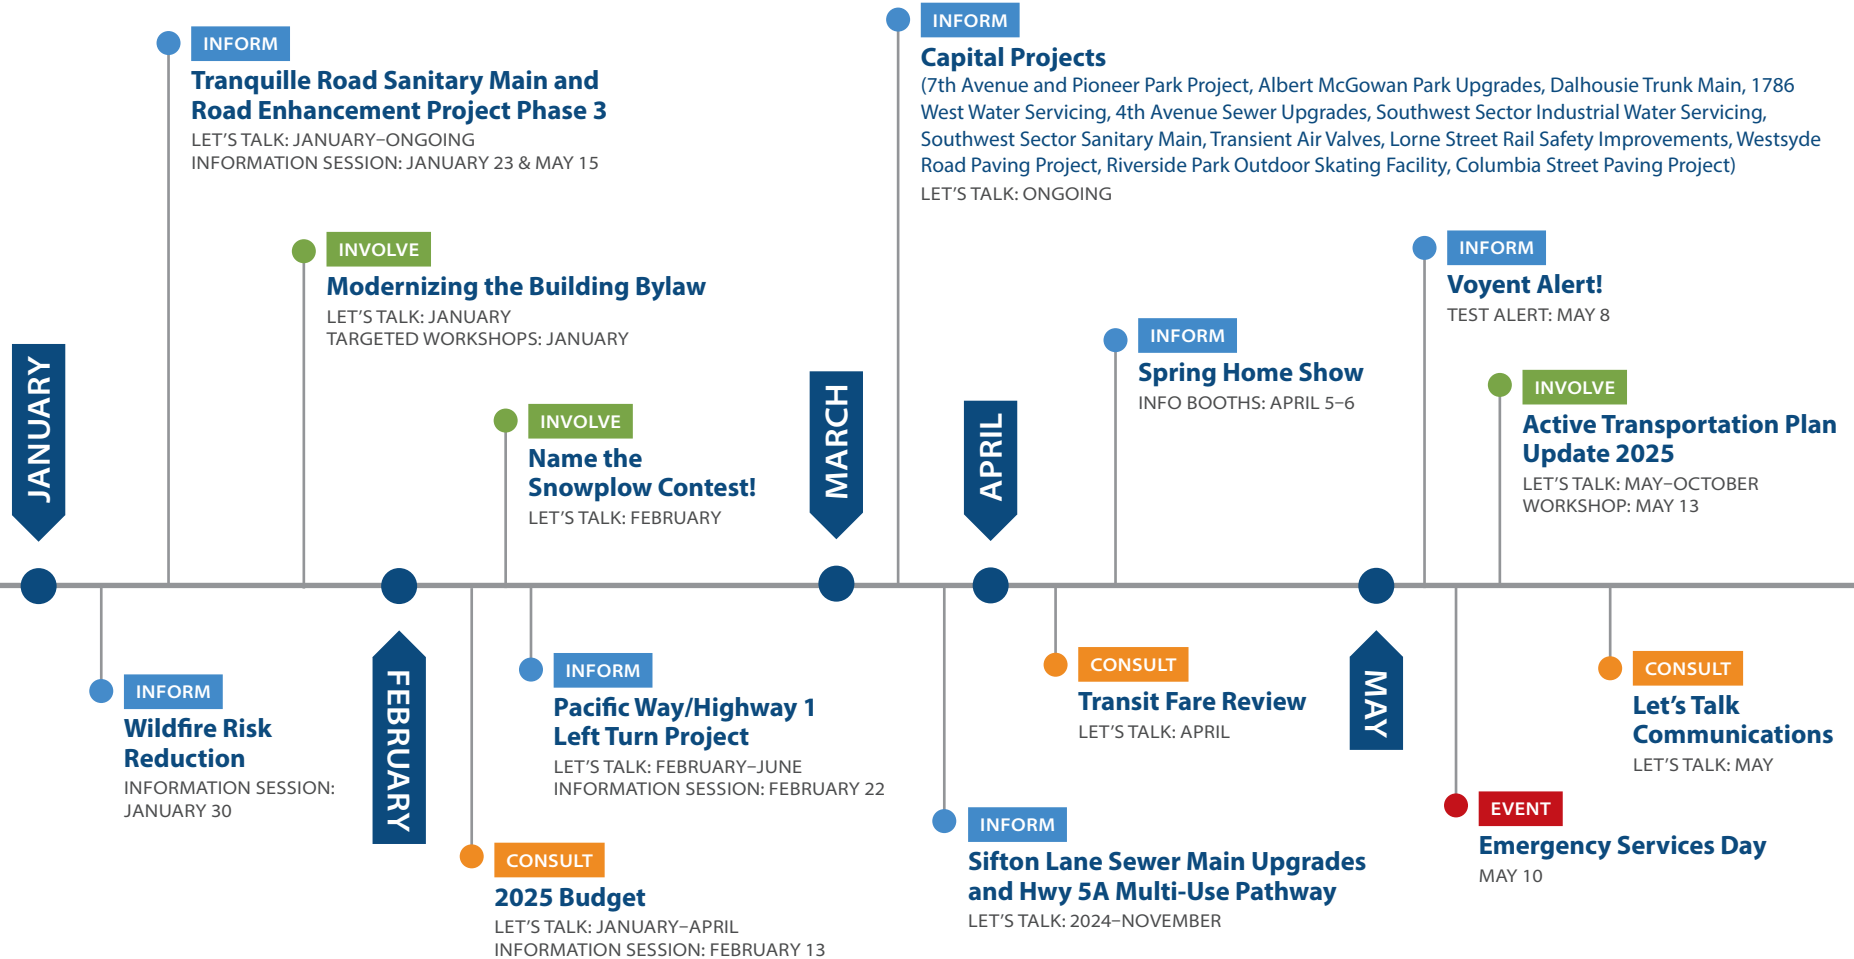 INFORM
Tranquille Road Sanitary Main and
Road Enhancement Project Phase 3
LET’S TALK: JANUARY–ONGOING
INFORMATION SESSION: JANUARY 23 & MAY 15
INFORM
Capital Projects
(7th Avenue and Pioneer Park Project, Albert McGowan Park Upgrades, Dalhousie Trunk Main, 1786
West Water Servicing, 4th Avenue Sewer Upgrades, Southwest Sector Industrial Water Servicing,
Southwest Sector Sanitary Main, Transient Air Valves, Lorne Street Rail Safety Improvements, Westsyde
Road Paving Project, Riverside Park Outdoor Skating Facility, Columbia Street Paving Project)
LET’S TALK: ONGOING
INVOLVE
Modernizing the Building Bylaw
LET’S TALK: JANUARY
TARGETED WORKSHOPS: JANUARY
INFORM
Voyent Alert!
TEST ALERT: MAY 8
INFORM
Spring Home Show
INFO BOOTHS: APRIL 5–6
INVOLVE
Active Transportation Plan
Update 2025
LET’S TALK: MAY–OCTOBER
WORKSHOP: MAY 13
INVOLVE
Name the
Snowplow Contest!
LET’S TALK: FEBRUARY
JANUARY
MARCH
APRIL
FEBRUARY
MAY
INFORM
Wildfire Risk
Reduction
INFORMATION SESSION:
JANUARY 30
INFORM
Pacific Way/Highway 1
Left Turn Project
LET’S TALK: FEBRUARY–JUNE
INFORMATION SESSION: FEBRUARY 22
CONSULT
Transit Fare Review
LET’S TALK: APRIL
CONSULT
Let’s Talk
Communications
LET’S TALK: MAY
EVENT
Emergency Services Day
MAY 10
INFORM
Sifton Lane Sewer Main Upgrades
and Hwy 5A Multi-Use Pathway
LET’S TALK: 2024–NOVEMBER
CONSULT
2025 Budget
LET’S TALK: JANUARY–APRIL
INFORMATION SESSION: FEBRUARY 13